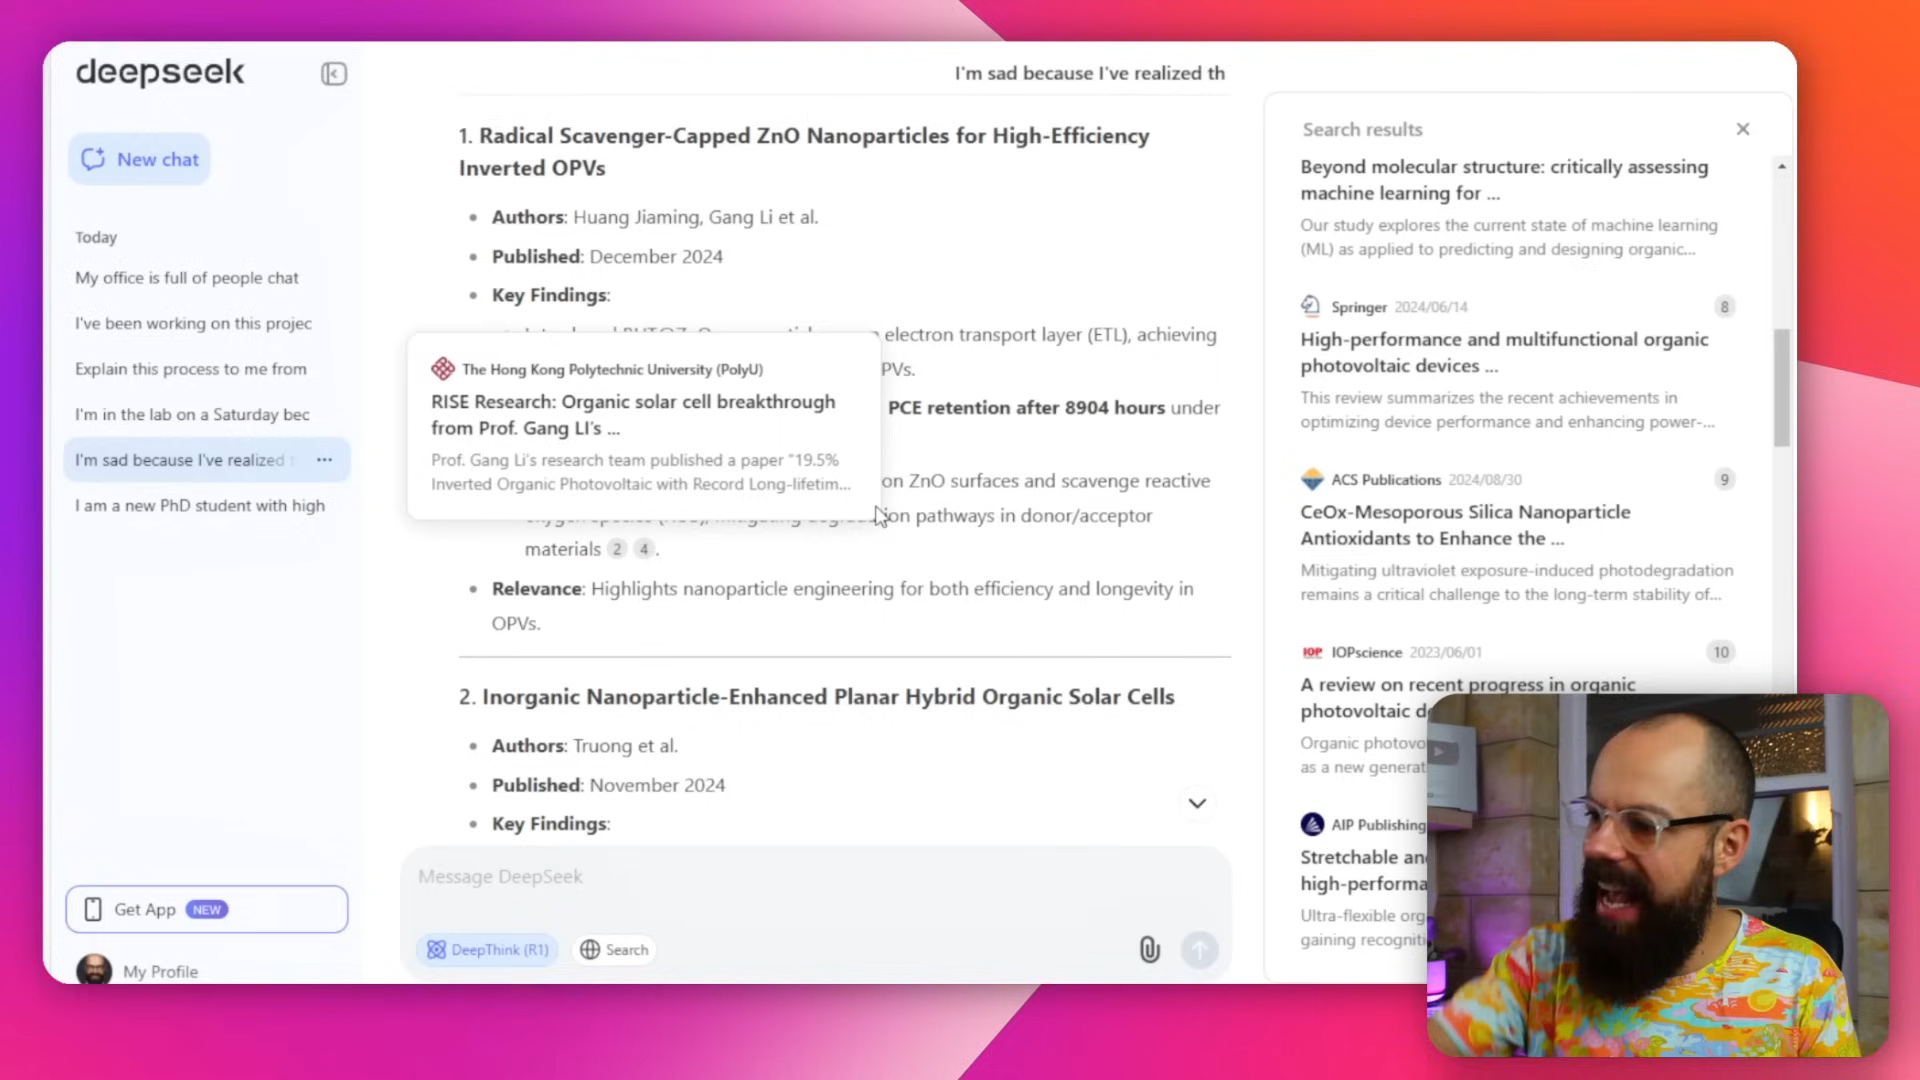 deepseek
New chat
Today
My office is full of people chat
I've been working on this projec
Explain this process to me from
I'm in the lab on a Saturday bec
I'm sad because I've realized
I am a new PhD student with high
Get App NEW
My Profile
I'm sad because I've realized th
1. Radical Scavenger-Capped ZnO Nanoparticles for High-Efficiency
Inverted OPVs
• Authors: Huang Jiaming, Gang Li et al.
• Published: December 2024
• Key Findings:
electron transport layer (ETL), achieving
PVs.
PCE retention after 8904 hours under
on ZnO surfaces and scavenge reactive
ion pathways in donor/acceptor
materials 2 4.
The Hong Kong Polytechnic University (PolyU)
RISE Research: Organic solar cell breakthrough
from Prof. Gang LI's ...
Prof. Gang Li's research team published a paper "19.5%
Inverted Organic Photovoltaic with Record Long-lifetim...
• Relevance: Highlights nanoparticle engineering for both efficiency and longevity in
OPVs.
2. Inorganic Nanoparticle-Enhanced Planar Hybrid Organic Solar Cells
• Authors: Truong et al.
• Published: November 2024
• Key Findings:
Message DeepSeek
DeepThink (R1)
Search
Search results
Beyond molecular structure: critically assessing
machine learning for ...
Our study explores the current state of machine learning
(ML) as applied to predicting and designing organic...
Springer 2024/06/14 8
High-performance and multifunctional organic
photovoltaic devices ...
This review summarizes the recent achievements in
optimizing device performance and enhancing power-...
ACS Publications 2024/08/30 9
CeOx-Mesoporous Silica Nanoparticle
Antioxidants to Enhance the ...
Mitigating ultraviolet exposure-induced photodegradation
remains a critical challenge to the long-term stability of...
IOP IOPscience 2023/06/01 10
A review on recent progress in organic
photovoltaic d
Organic photovo
as a new generat
AIP Publishing
Stretchable an
high-performa
Ultra-flexible org
gaining recogniti